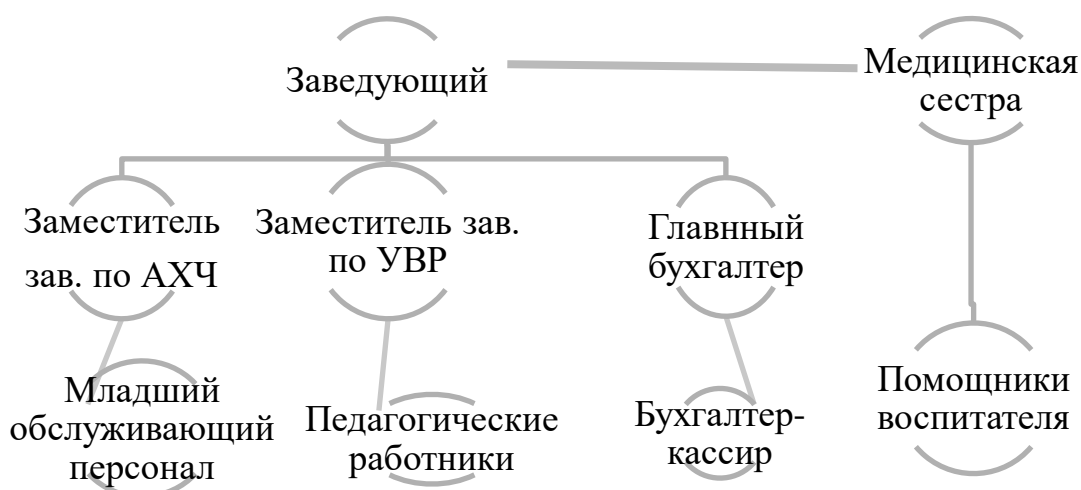 Заведующий
Медицинская
сестра
Заместитель
зав. по АХЧ
Заместитель зав.
по УВР
Главнный
бухгалтер
Младший
обслуживающий
персонал
Педагогические
работники
Бухгалтер-
кассир
Помощники
воспитателя